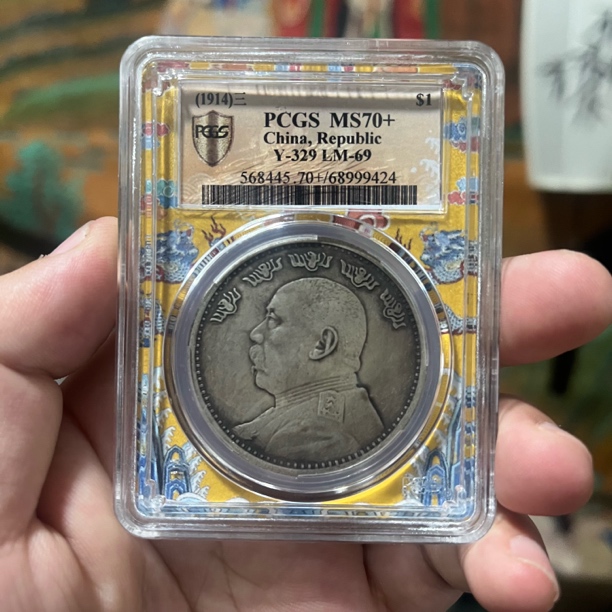 (1914)三 $1
PCGS MS70+
China, Republic
Y-329 LM-69
568445.70+/68999424
PCGS